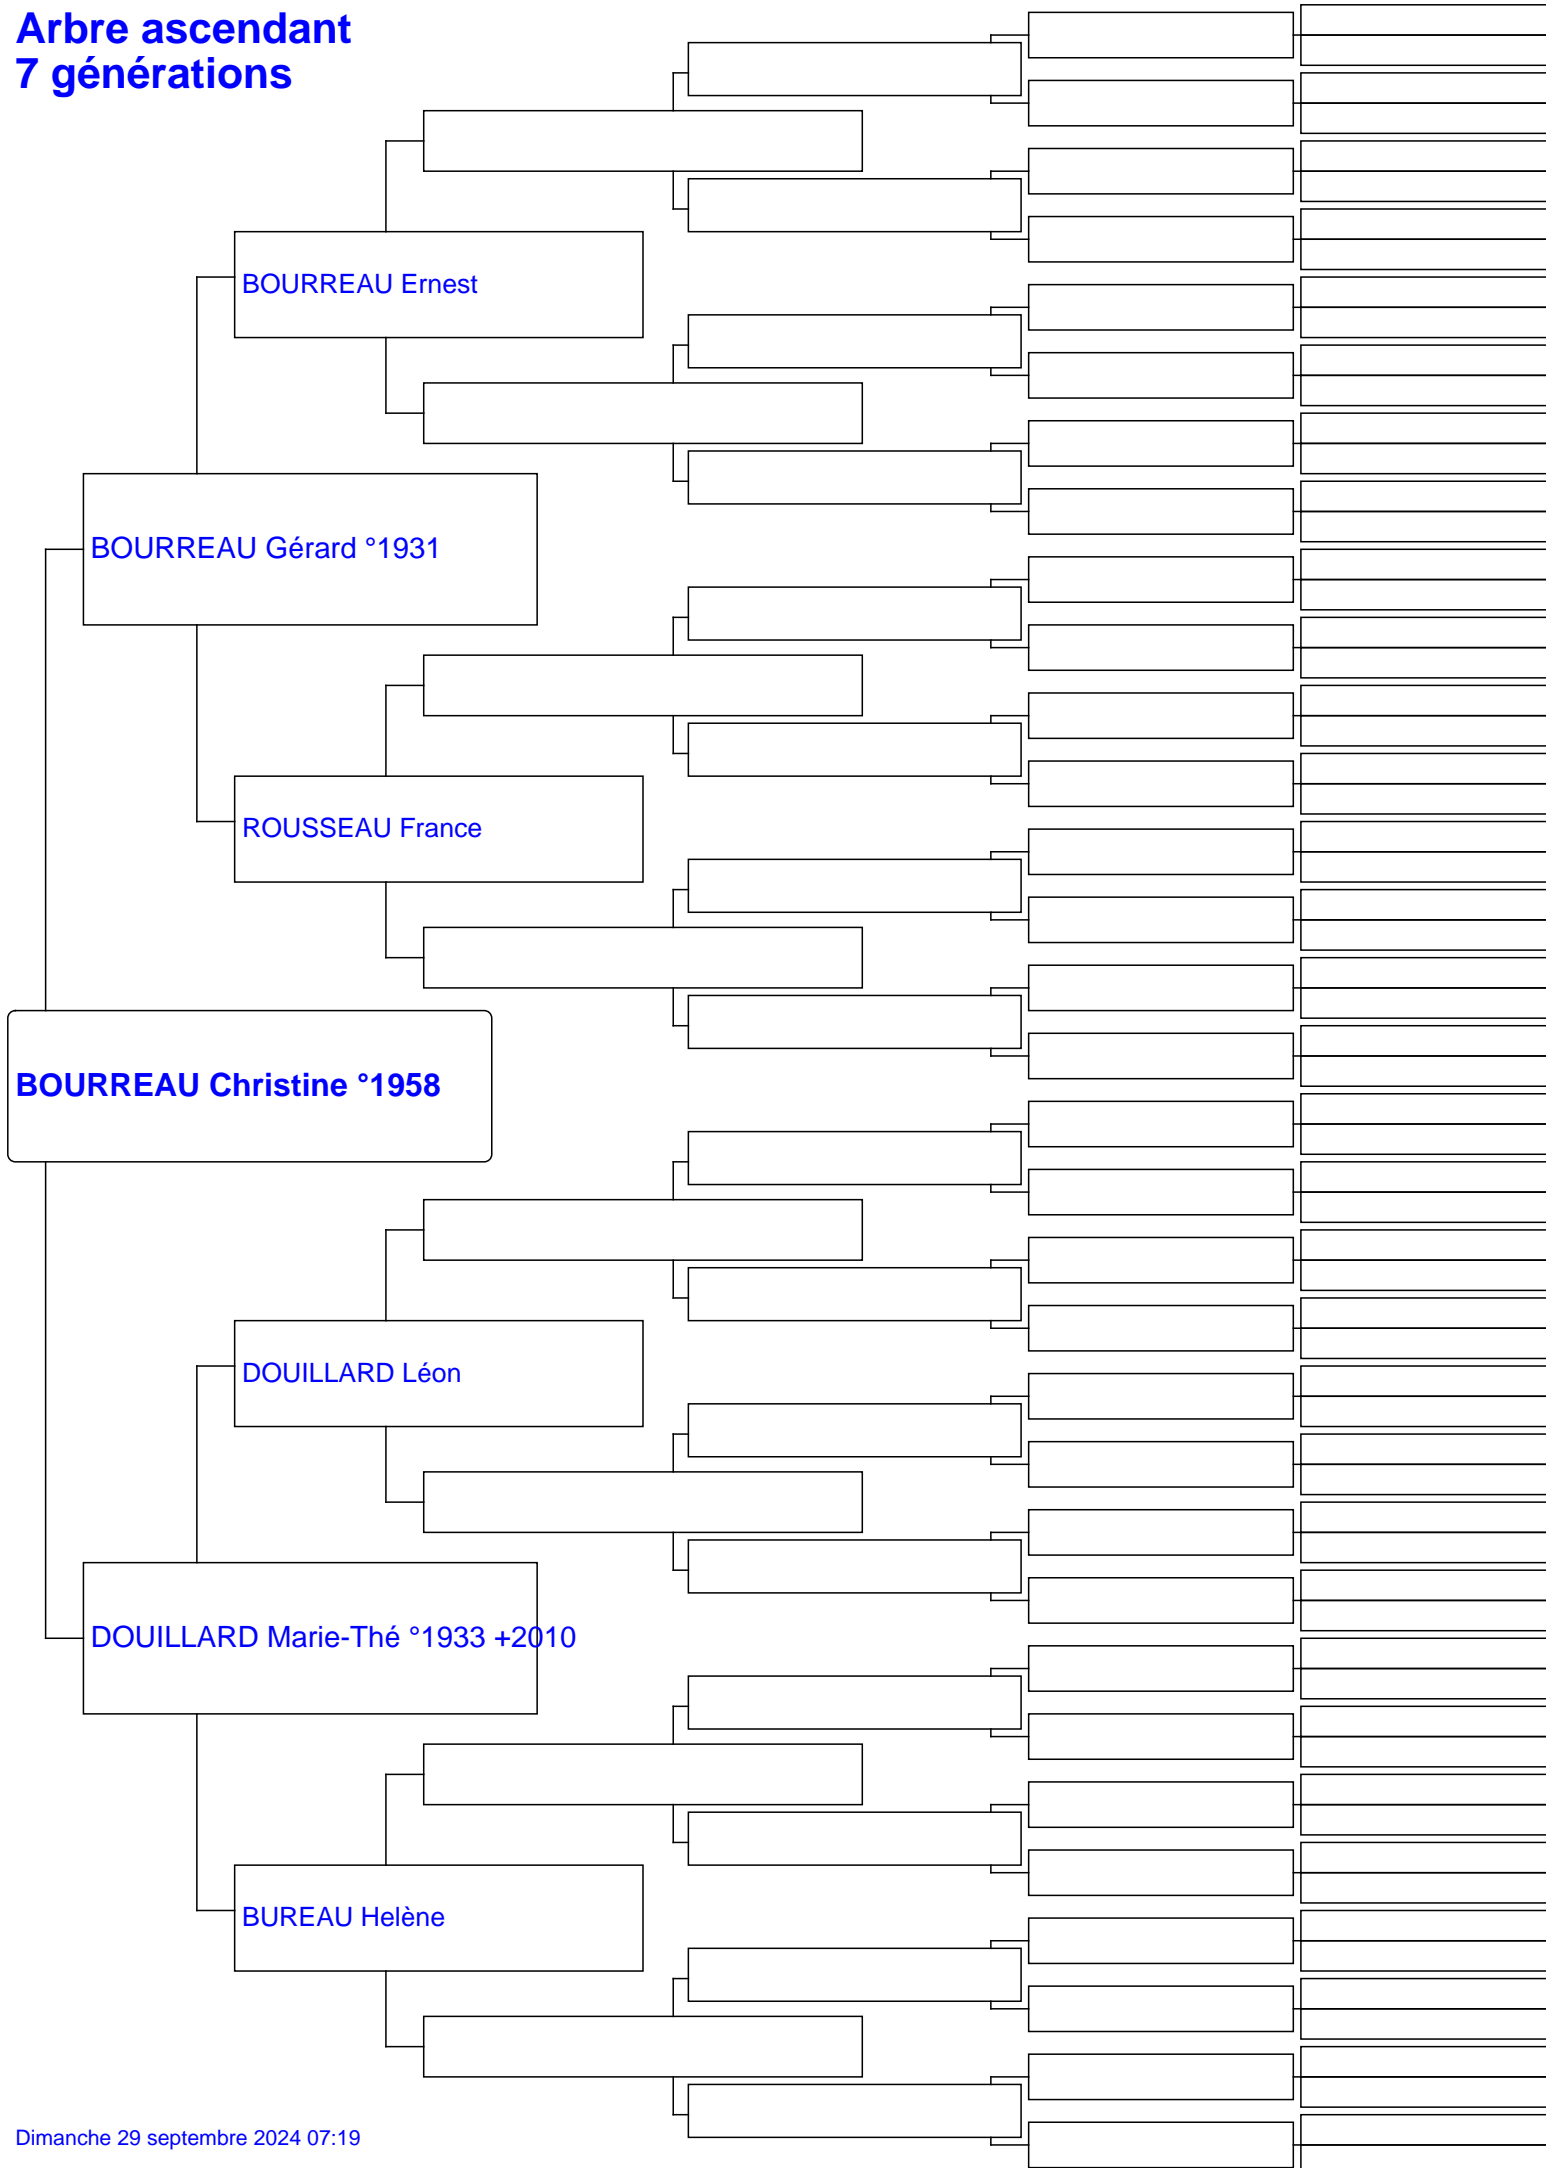 Arbre ascendant
7 générations
BOURREAU Ernest
BOURREAU Gérard °1931
ROUSSEAU France
BOURREAU Christine °1958
DOUILLARD Léon
DOUILLARD Marie-Thé °1933 +2010
BUREAU Helène
Dimanche 29 septembre 2024 07:19